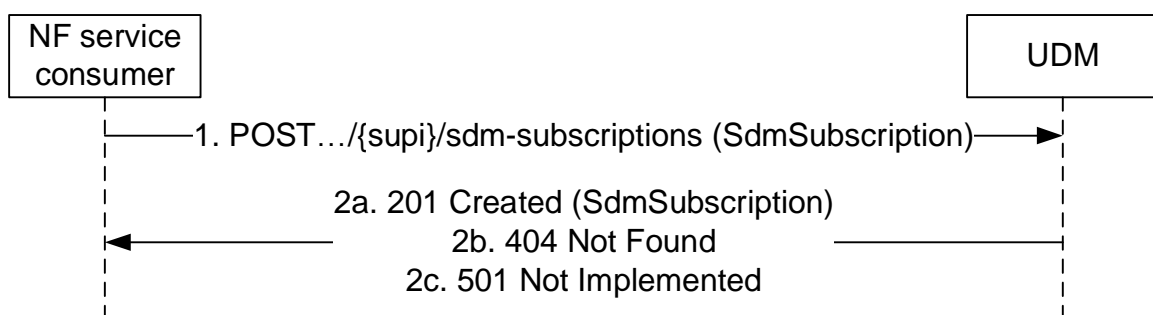 NF service
consumer
UDM
1. POST…/{supi}/sdm-subscriptions (SdmSubscription)
2a. 201 Created (SdmSubscription)
2b. 404 Not Found
2c. 501 Not Implemented